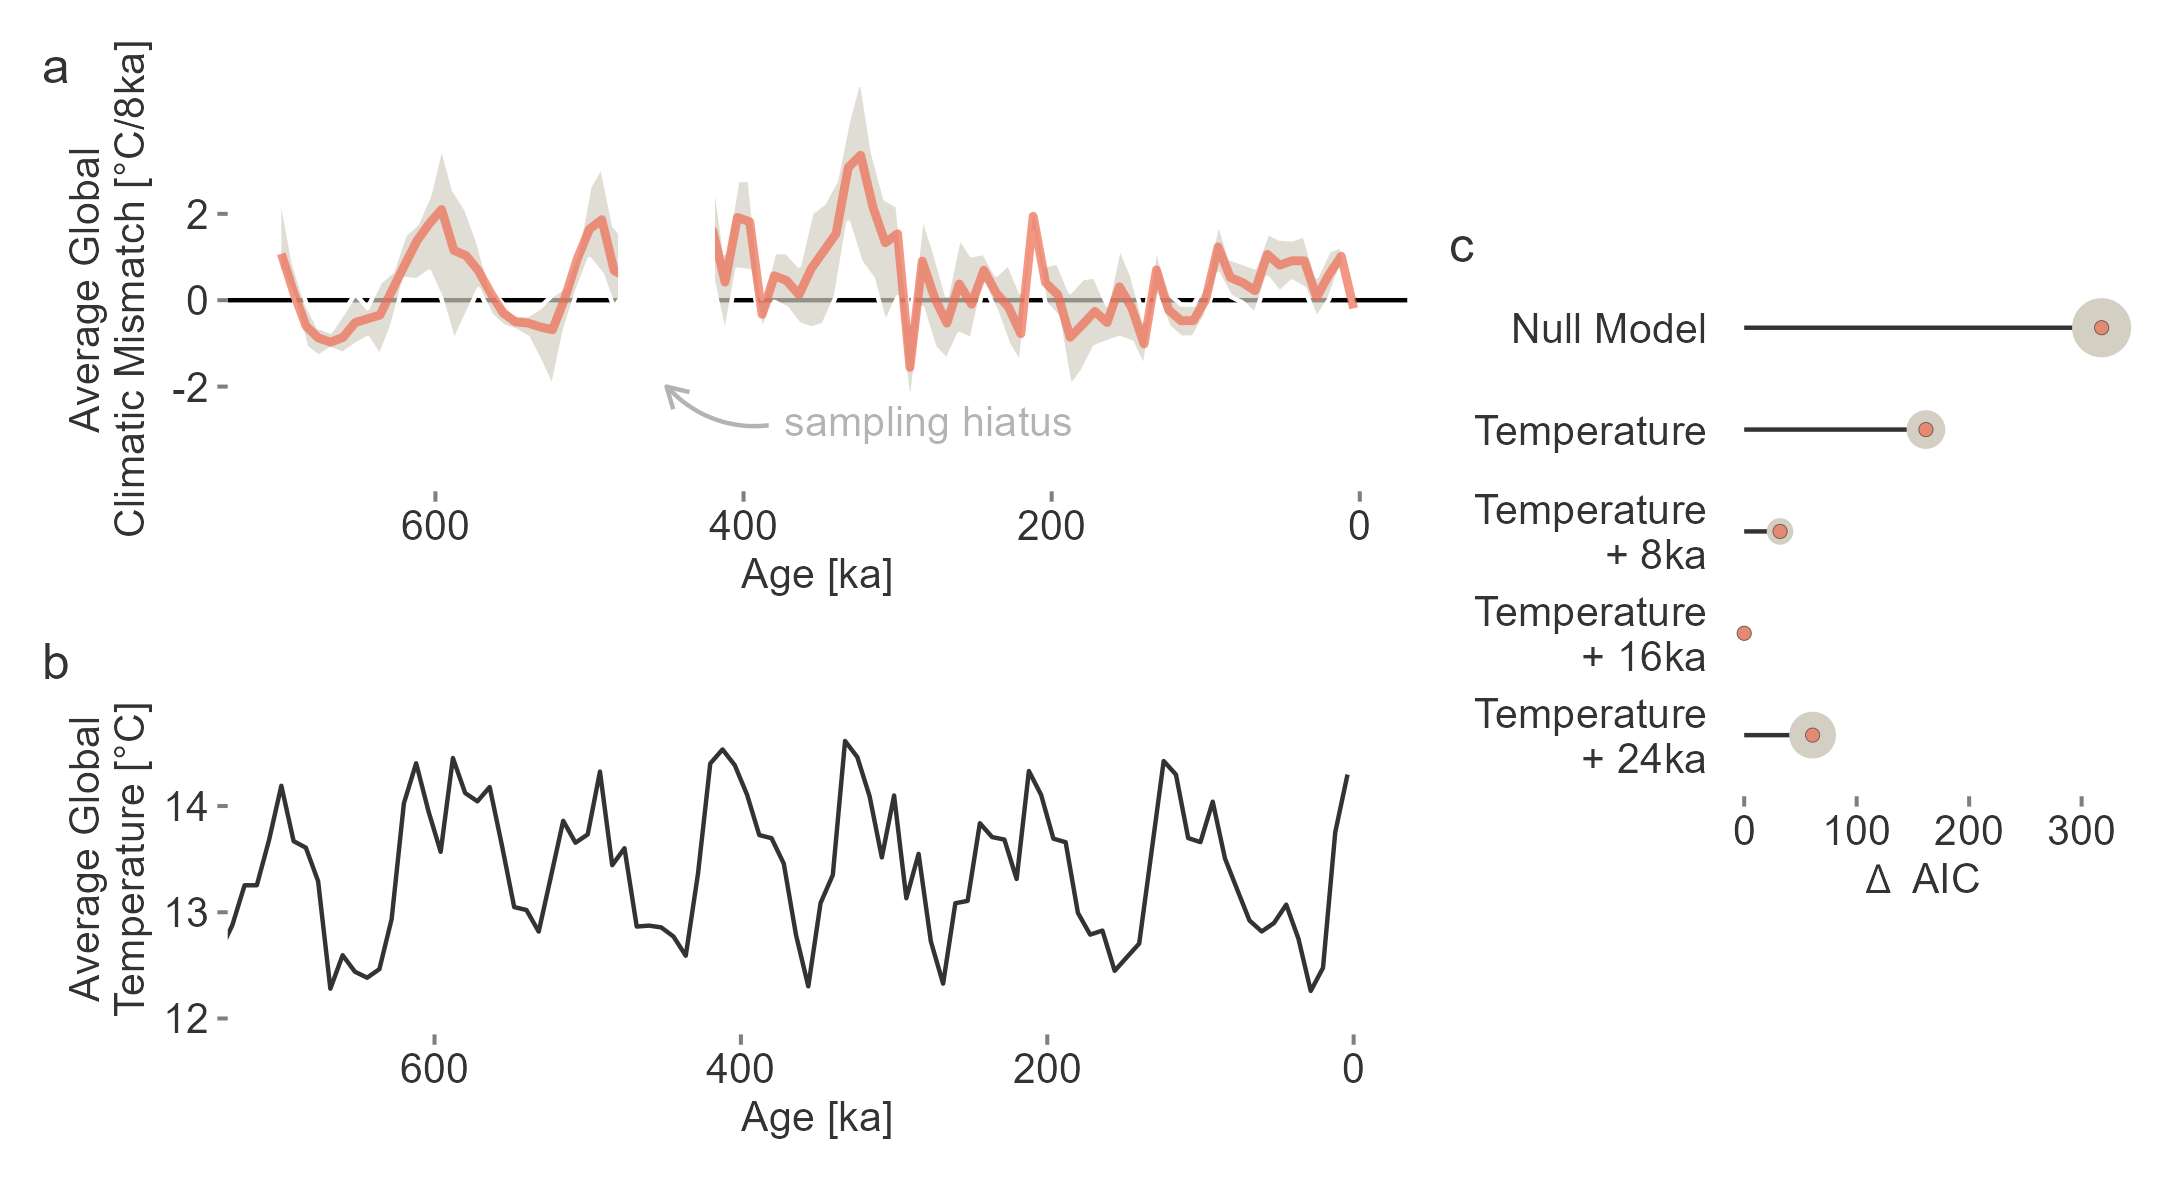 a
Average Global
Climatic Mismatch [°C/8ka]
2
0
-2
sampling hiatus
600
400
200
0
Age [ka]
b
Average Global
Temperature [°C]
14
13
12
600
400
200
0
Age [ka]
c
Null Model
Temperature
Temperature
+ 8ka
Temperature
+ 16ka
Temperature
+ 24ka
0
100
200
300
Δ AIC